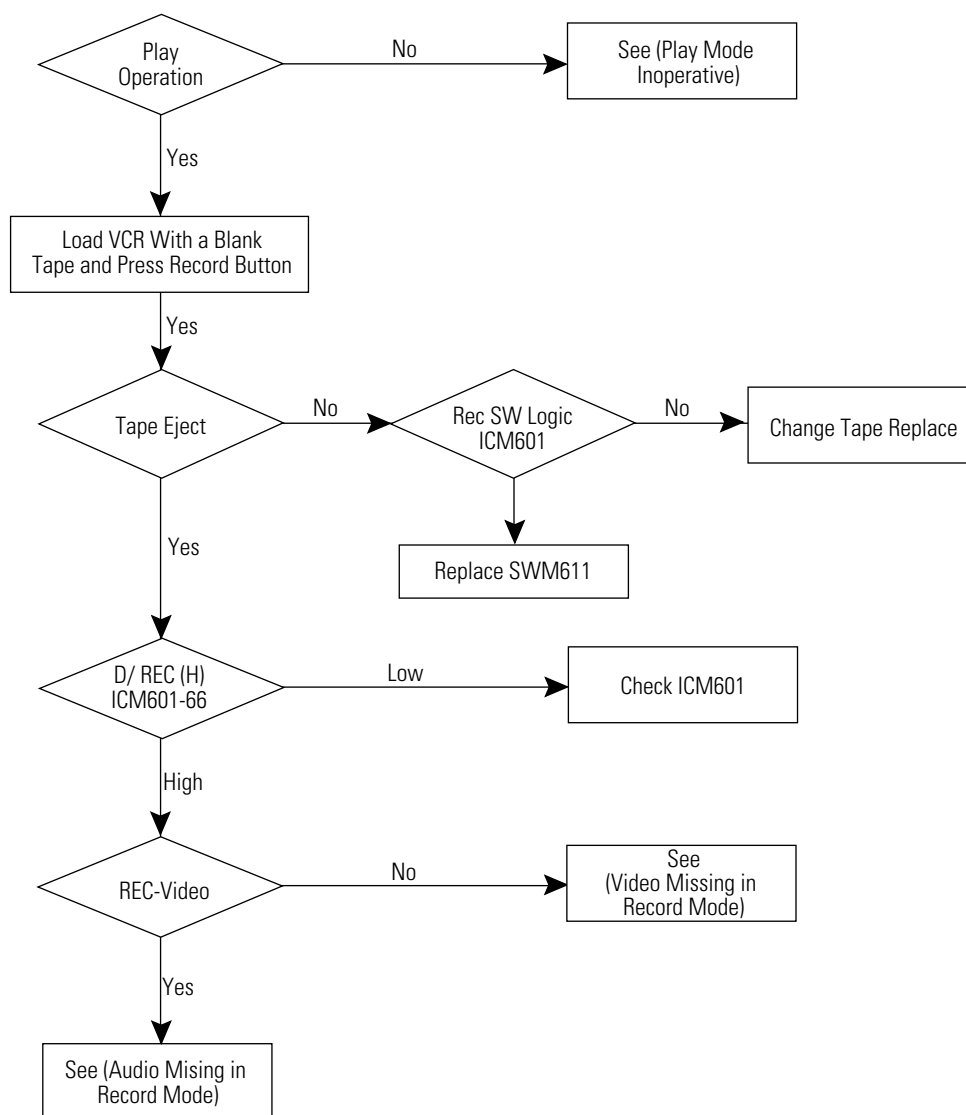 Play
Operation
No
See (Play Mode
Inoperative)
Yes
Load VCR With a Blank
Tape and Press Record Button
Yes
Tape Eject
No
Rec SW Logic
ICM601
No
Change Tape Replace
Replace SWM611
Yes
D/ REC (H)
ICM601-66
Low
Check ICM601
High
REC-Video
No
See
(Video Missing in
Record Mode)
Yes
See (Audio Mising in
Record Mode)